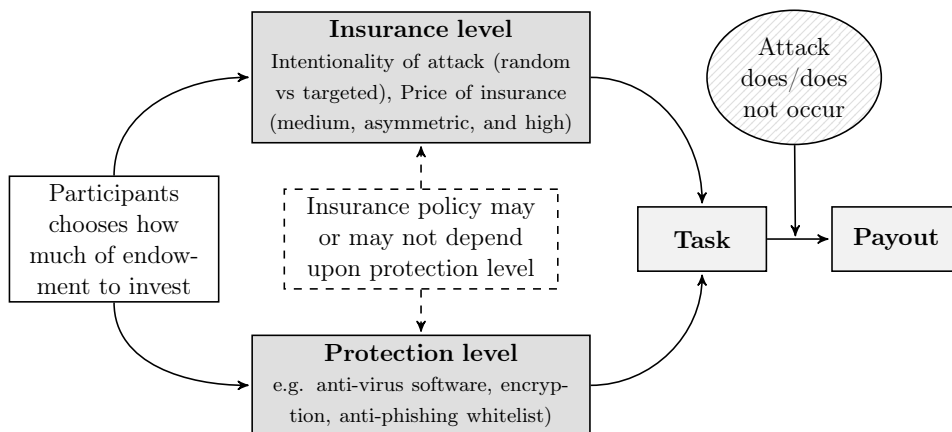 Insurance level
Intentionality of attack (random
vs targeted), Price of insurance
(medium, asymmetric, and high)
Attack
does/does
not occur
Participants
chooses how
much of endow-
ment to invest
Insurance policy may
or may not depend
upon protection level
Task
Payout
Protection level
e.g. anti-virus software, encryp-
tion, anti-phishing whitelist)